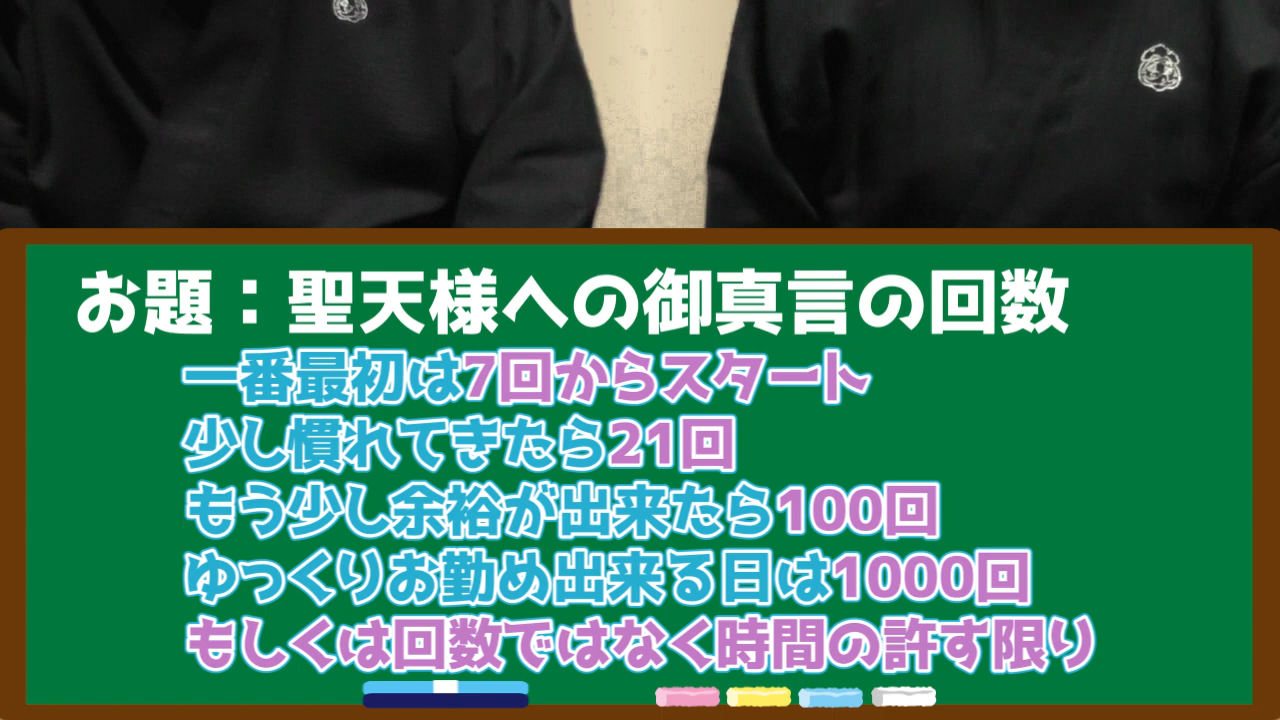 お題：聖天様への御真言の回数
一番最初は7回からスタート
少し慣れてきたら21回
もう少し余裕が出来たら100回
ゆっくりお勤め出来る日は1000回
もしくは回数ではなく時間の許す限り